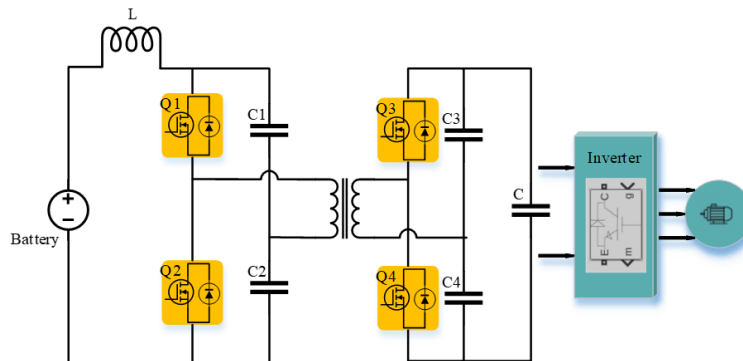 L
Q1
C1
Q3
C3
Inverter
C
g
E
m
C
Battery
+
−
Q2
C2
Q4
C4